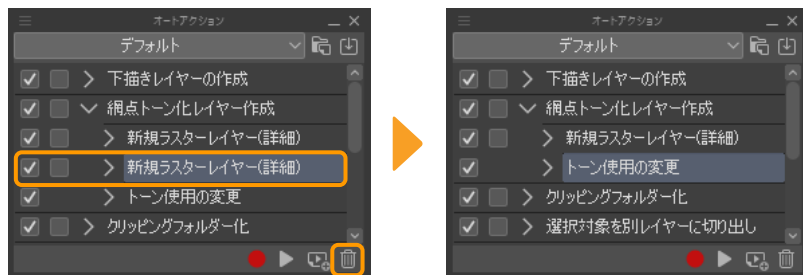 オートアクション
デフォルト
下描きレイヤーの作成
網点トーン化レイヤー作成
新規ラスターレイヤー(詳細)
新規ラスターレイヤー(詳細)
トーン使用の変更
クリッピングフォルダー化
オートアクション
デフォルト
下描きレイヤーの作成
網点トーン化レイヤー作成
新規ラスターレイヤー(詳細)
トーン使用の変更
クリッピングフォルダー化
選択対象を別レイヤーに切り出し